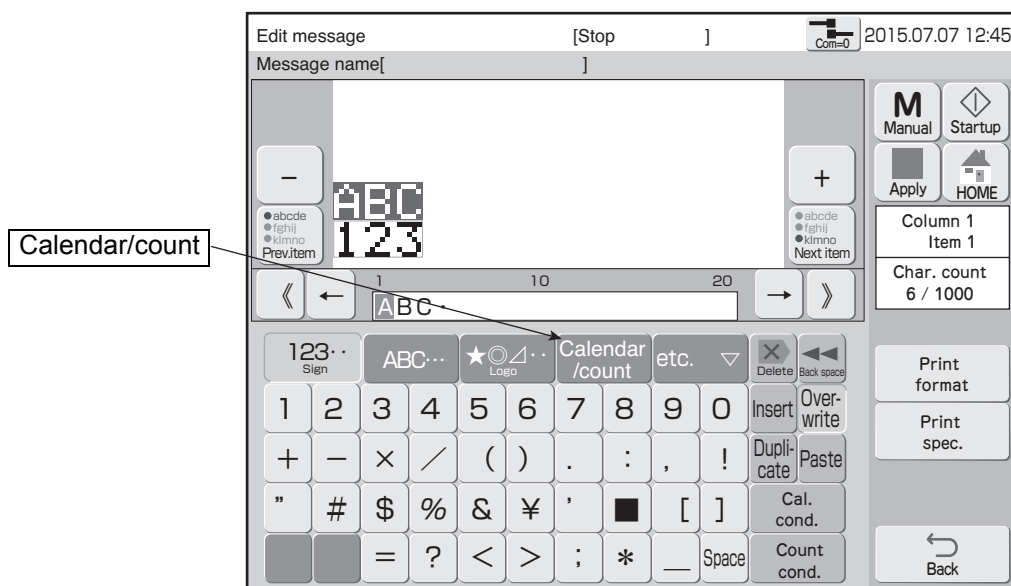 Edit message [Stop ] Com=0 2015.07.07 12:45
Message name[ ]
M
Manual
Startup
Apply
HOME
−
+
●abcde
●fghij
●klmno
Prev.item
ABC
123
●abcde
●fghij
●klmno
Next item
Column 1
Item 1
Char. count
6 / 1000
Calendar/count
1 10 20
《 ← ABC・ → 》
123‥
Sign
ABC…
★◎⊿‥
Logo
Calendar
/count
etc. ▽
Delete
Back space
1 2 3 4 5 6 7 8 9 0 Insert Over-
write
+ − × ／ ( ) . : , ! Dupli-
cate Paste
” # $ % & ¥ ’ ■ [ ] Cal.
cond.
= ? < > ; * _ Space Count
cond.
Print
format
Print
spec.
Back